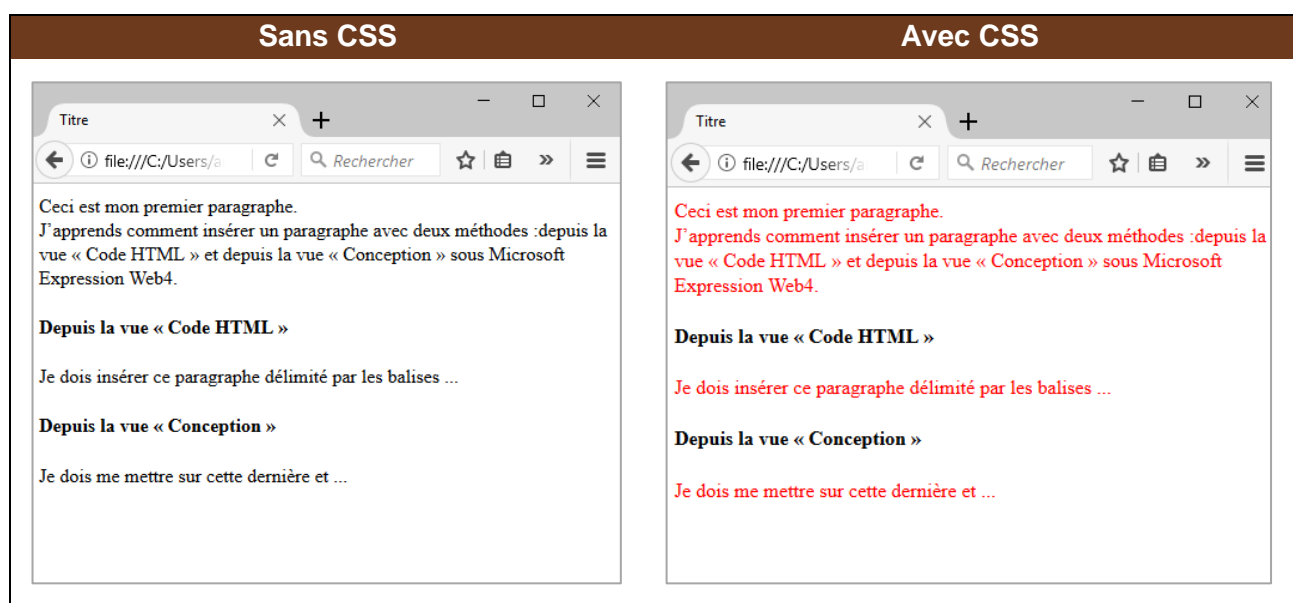 Sans CSS
Avec CSS
Titre
file:///C:/Users/a
Rechercher
Ceci est mon premier paragraphe.
J’apprends comment insérer un paragraphe avec deux méthodes :depuis la
vue « Code HTML » et depuis la vue « Conception » sous Microsoft
Expression Web4.
Depuis la vue « Code HTML »
Je dois insérer ce paragraphe délimité par les balises ...
Depuis la vue « Conception »
Je dois me mettre sur cette dernière et ...
Titre
file:///C:/Users/a
Rechercher
Ceci est mon premier paragraphe.
J’apprends comment insérer un paragraphe avec deux méthodes :depuis la
vue « Code HTML » et depuis la vue « Conception » sous Microsoft
Expression Web4.
Depuis la vue « Code HTML »
Je dois insérer ce paragraphe délimité par les balises ...
Depuis la vue « Conception »
Je dois me mettre sur cette dernière et ...